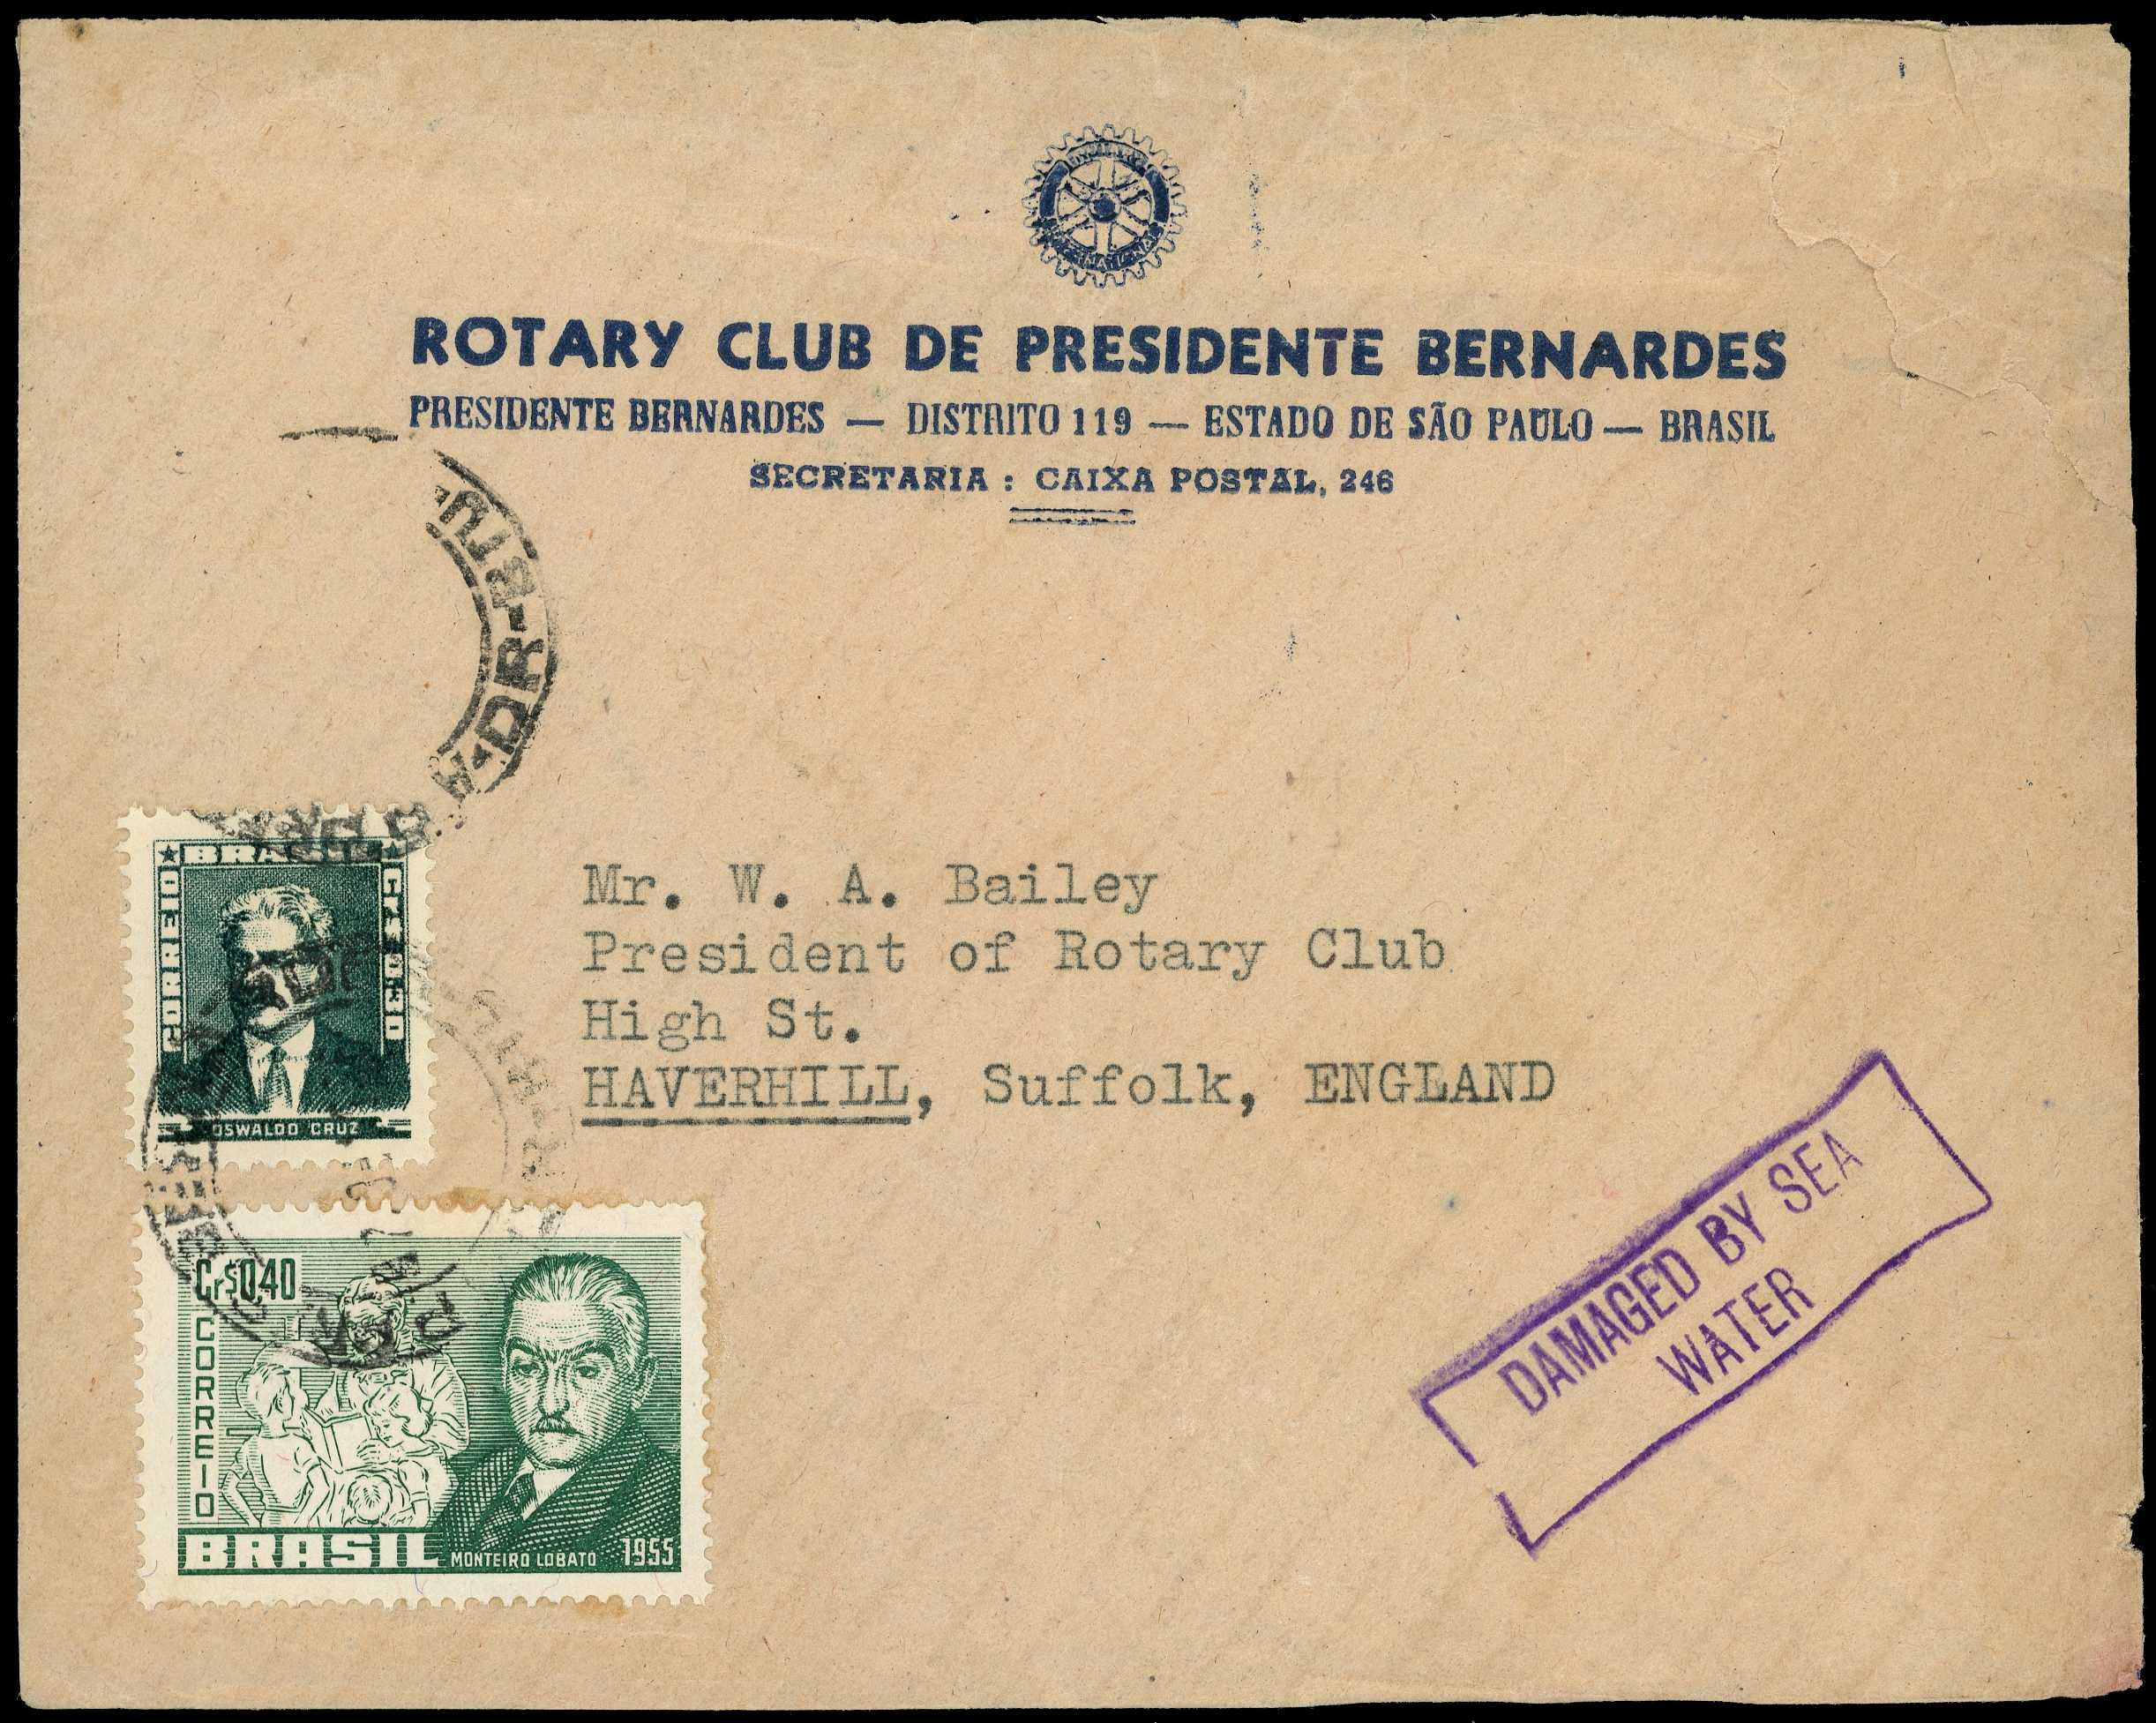 ROTARY INTERNATIONAL
ROTARY CLUB DE PRESIDENTE BERNARDES
PRESIDENTE BERNARDES — DISTRITO 119 — ESTADO DE SÃO PAULO — BRASIL
SECRETARIA : CAIXA POSTAL, 246
BRASIL
CORREIO
OSWALDO CRUZ
Mr. W. A. Bailey
President of Rotary Club
High St.
HAVERHILL, Suffolk, ENGLAND
DAMAGED BY SEA
WATER
Cr$0,40
CORREIO
BRASIL MONTEIRO LOBATO 1955